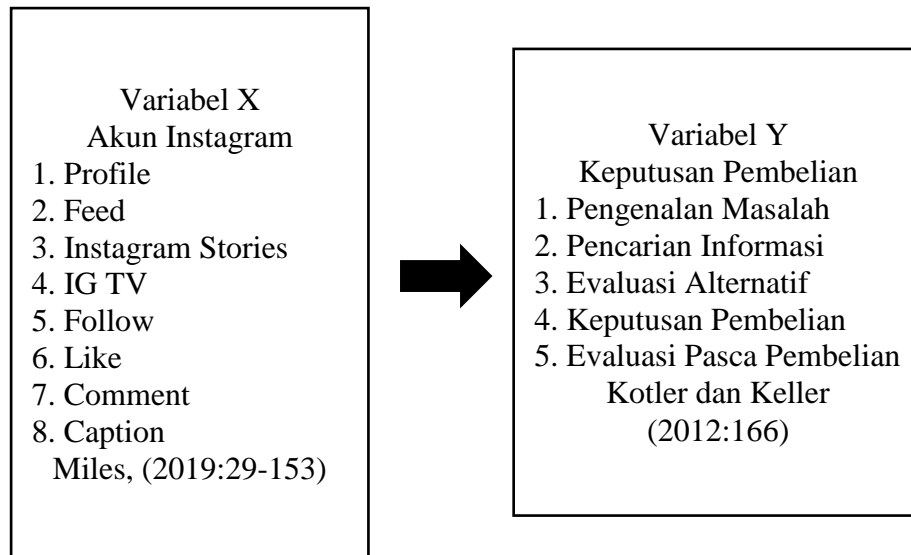 Variabel X
Akun Instagram
1. Profile
2. Feed
3. Instagram Stories
4. IG TV
5. Follow
6. Like
7. Comment
8. Caption
Miles, (2019:29-153)
Variabel Y
Keputusan Pembelian
1. Pengenalan Masalah
2. Pencarian Informasi
3. Evaluasi Alternatif
4. Keputusan Pembelian
5. Evaluasi Pasca Pembelian
Kotler dan Keller
(2012:166)